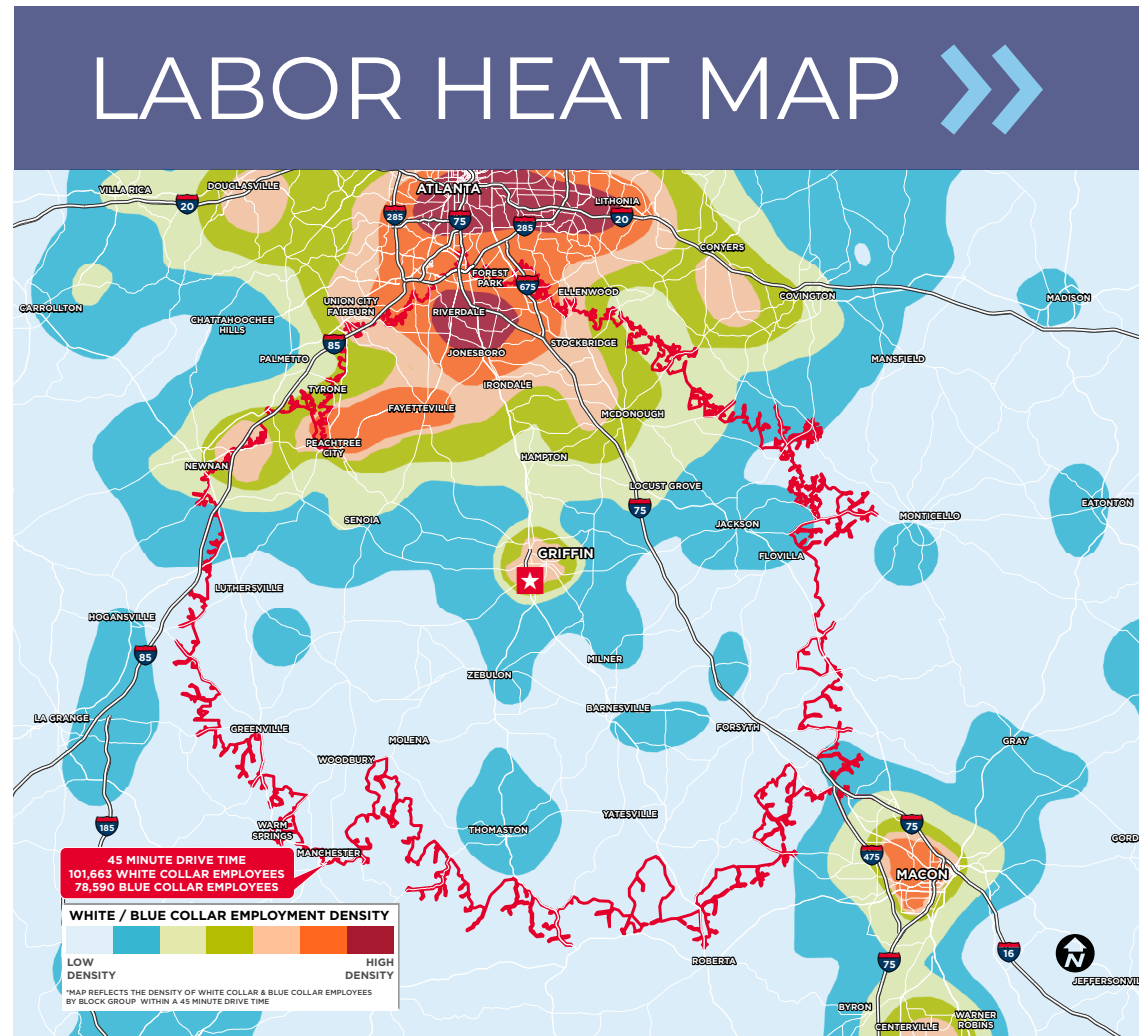 LABOR HEAT MAP
VILLA RICA
DOUGLASVILLE
ATLANTA
LITHONIA
20
285
75
285
20
CONYERS
FOREST
PARK
675
ELLENWOOD
COVINGTON
MADISON
CARROLLTON
UNION CITY
FAIRBURN
RIVERDALE
CHATTAHOOCHEE
HILLS
85
PALMETTO
JONESBORO
STOCKBRIDGE
MANSFIELD
TYRONE
IRONDALE
FAYETTEVILLE
MCDONOUGH
PEACHTREE
CITY
NEWNAN
HAMPTON
LOCUST GROVE
75
EATONTON
SENOIA
JACKSON
MONTICELLO
GRIFFIN
FLOVILLA
LUTHERSVILLE
HOGANSVILLE
85
MILNER
ZEBULON
BARNESVILLE
LA GRANGE
GREENVILLE
FORSYTH
MOLENA
GRAY
WOODBURY
185
WARM
SPRINGS
THOMASTON
YATESVILLE
75
GORD
MANCHESTER
475
MACON
45 MINUTE DRIVE TIME
101,663 WHITE COLLAR EMPLOYEES
78,590 BLUE COLLAR EMPLOYEES
WHITE / BLUE COLLAR EMPLOYMENT DENSITY
LOW
DENSITY
HIGH
DENSITY
*MAP REFLECTS THE DENSITY OF WHITE COLLAR & BLUE COLLAR EMPLOYEES
BY BLOCK GROUP WITHIN A 45 MINUTE DRIVE TIME
ROBERTA
75
16
N
JEFFERSONVIL
BYRON
CENTERVILLE
WARNER
ROBINS